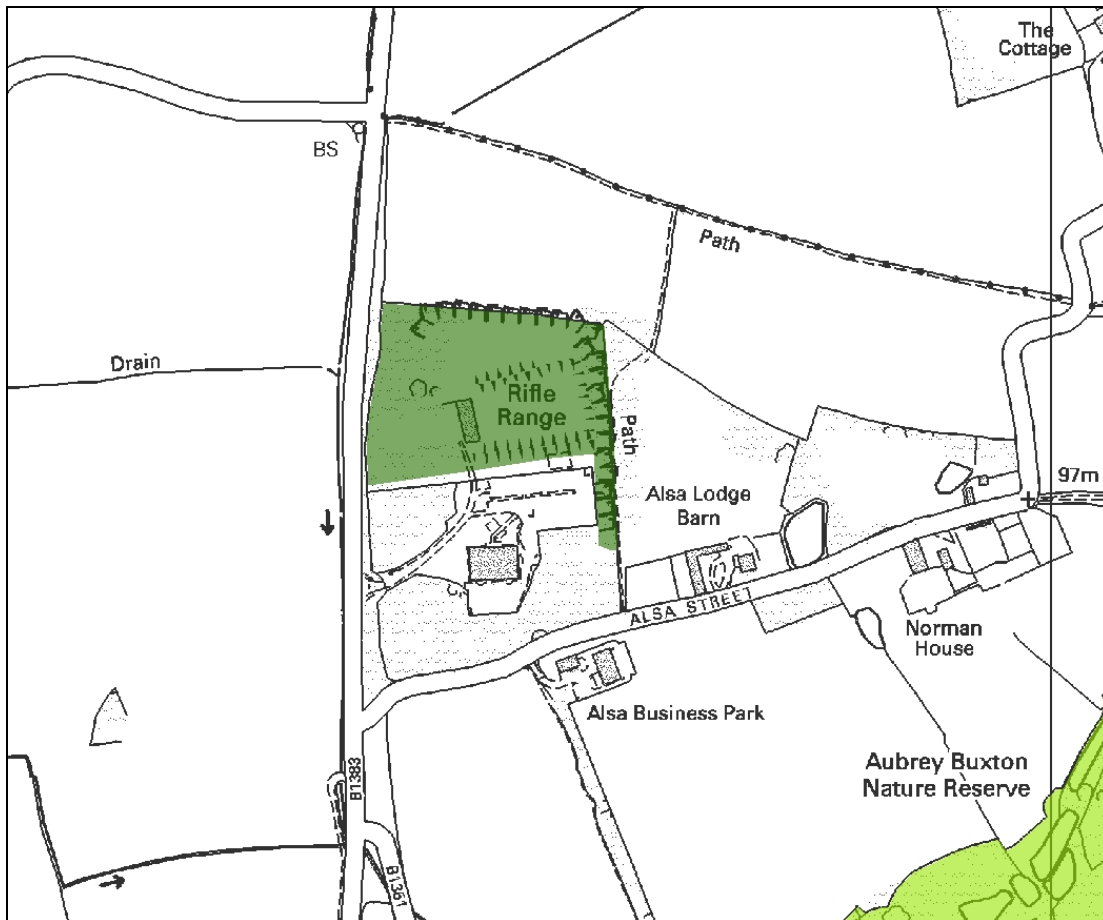 The
Cottage
BS
Path
Drain
Rifle
Range
Path
97m
Alsa Lodge
Barn
ALSA STREET
Norman
House
Alsa Business Park
B1383
Aubrey Buxton
Nature Reserve
B1351